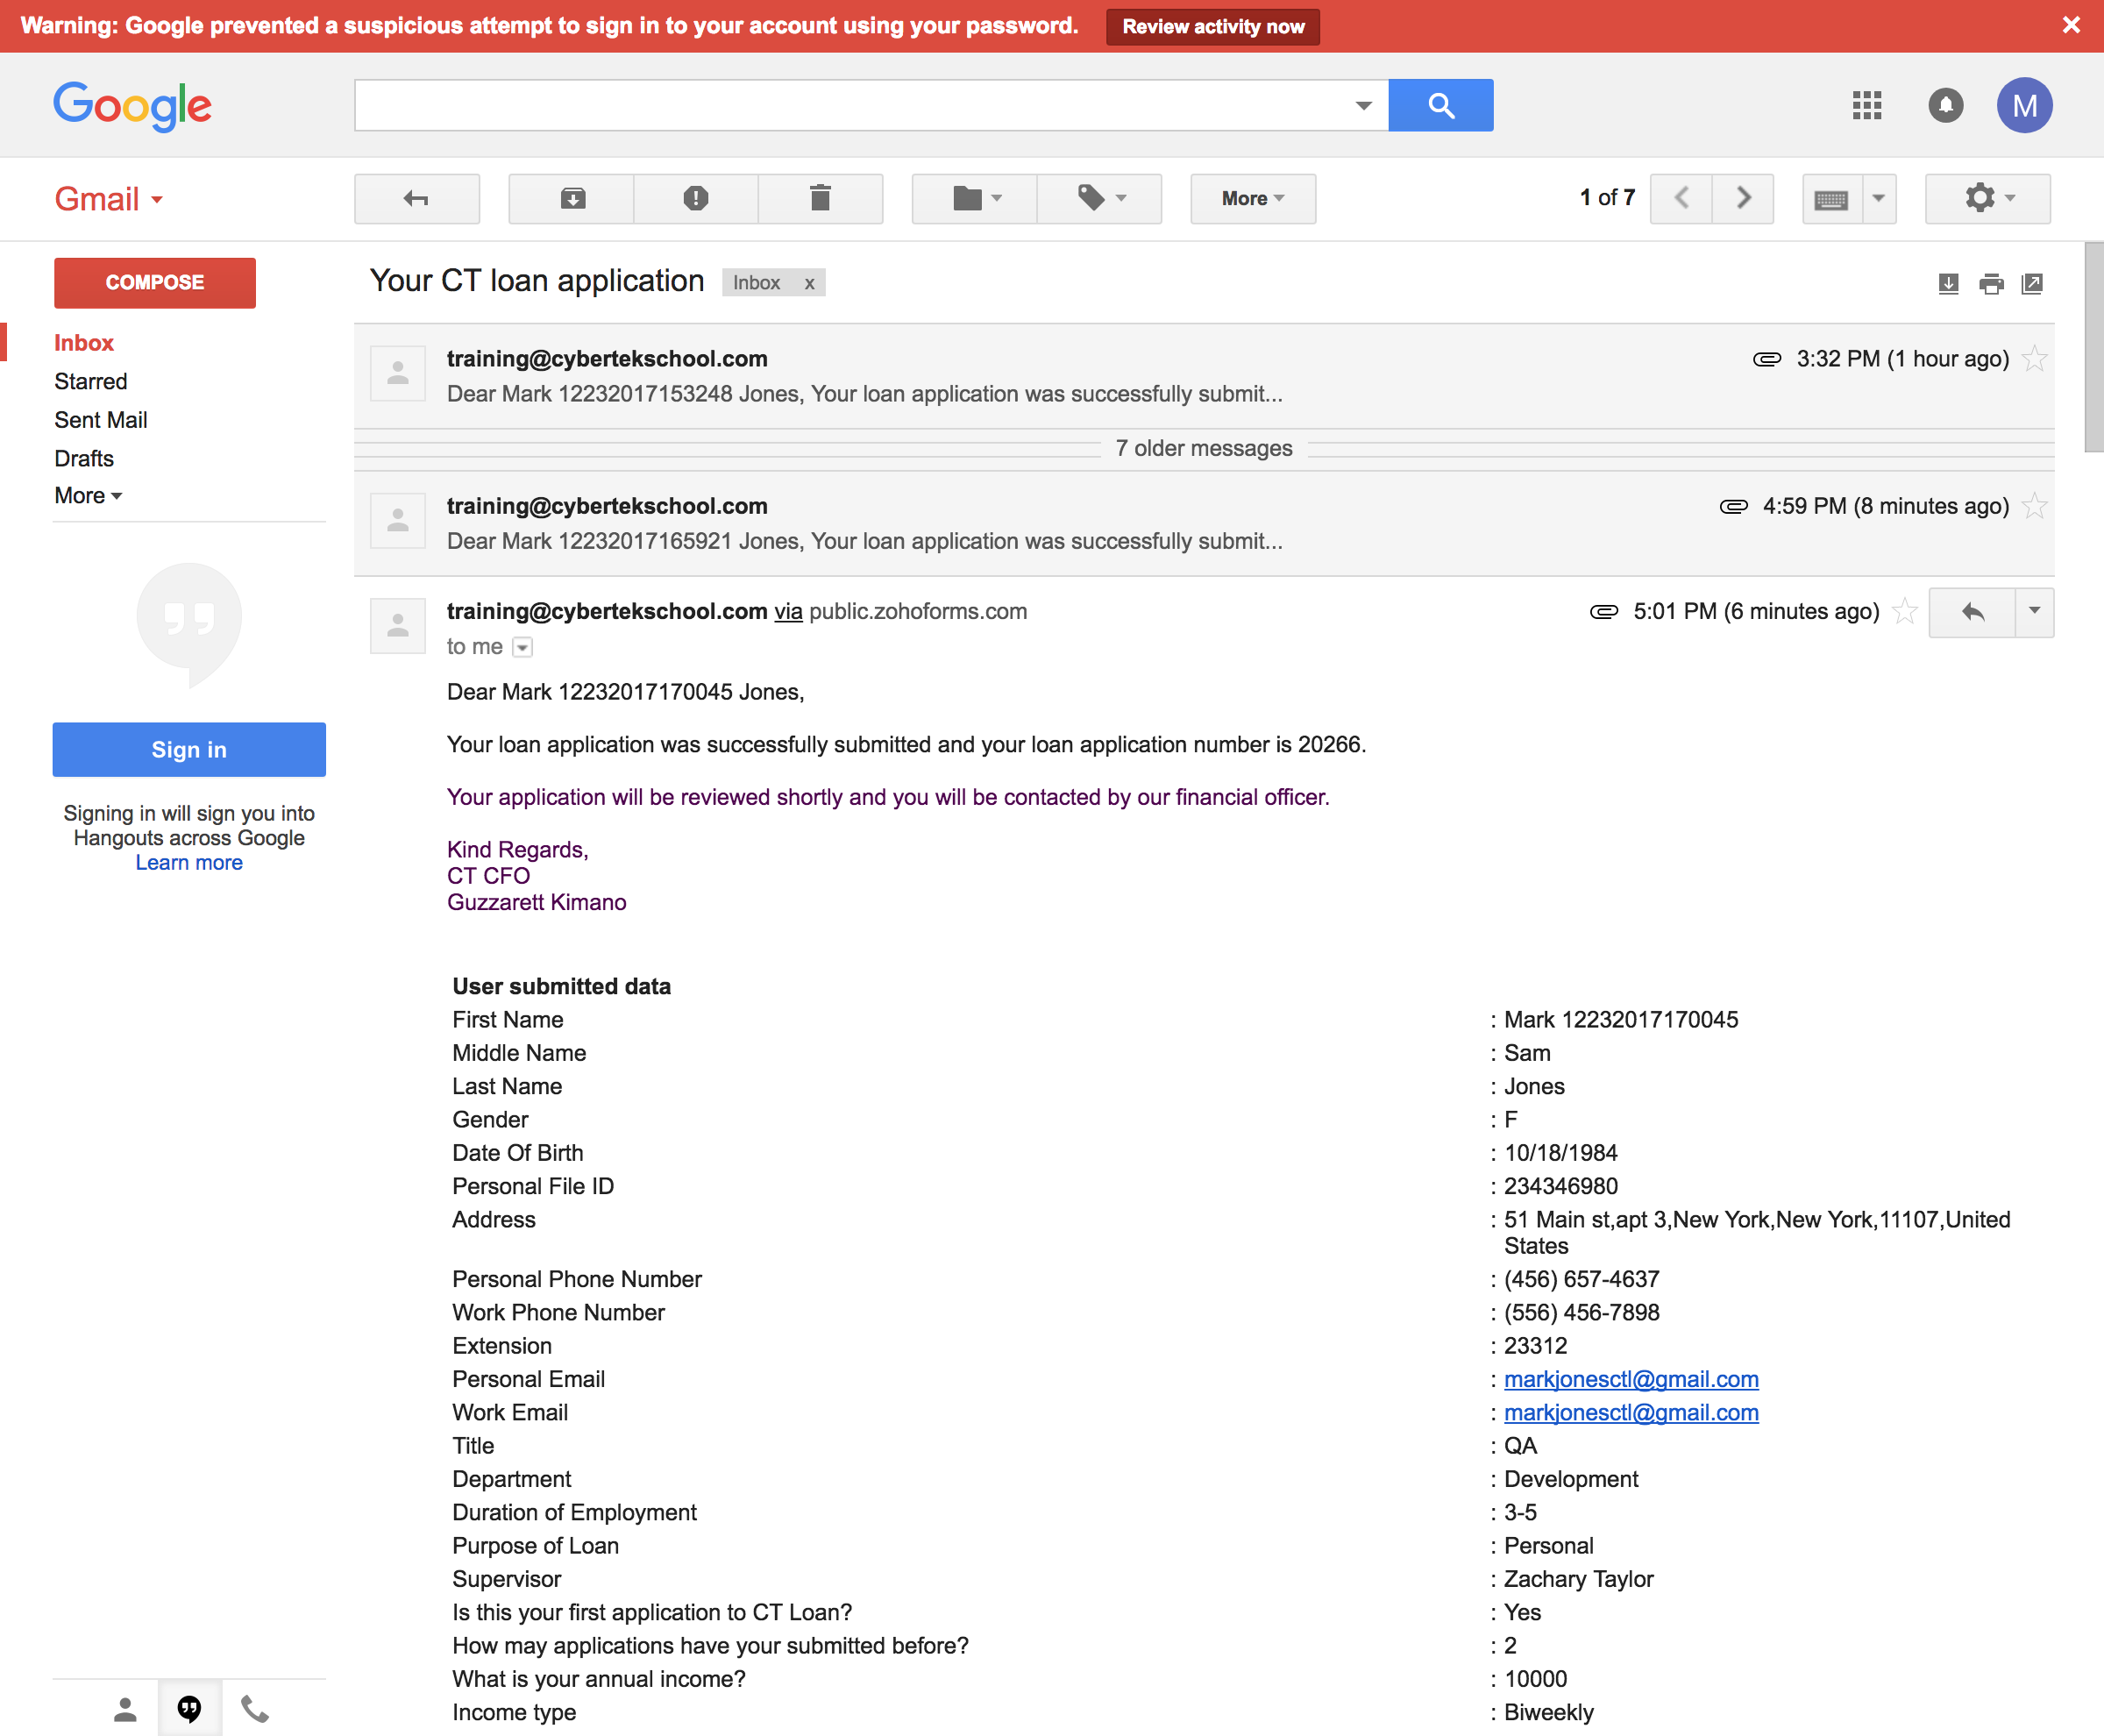 Warning: Google prevented a suspicious attempt to sign in to your account using your password. Review activity now x
Google
M
Gmail
More
1 of 7
COMPOSE
Your CT loan application Inbox x
Inbox
Starred
Sent Mail
Drafts
More
training@cybertekschool.com 3:32 PM (1 hour ago)
Dear Mark 12232017153248 Jones, Your loan application was successfully submit...
7 older messages
training@cybertekschool.com 4:59 PM (8 minutes ago)
Dear Mark 12232017165921 Jones, Your loan application was successfully submit...
training@cybertekschool.com via public.zohoforms.com 5:01 PM (6 minutes ago)
to me
Dear Mark 12232017170045 Jones,
Your loan application was successfully submitted and your loan application number is 20266.
Your application will be reviewed shortly and you will be contacted by our financial officer.
Kind Regards,
CT CFO
Guzzarett Kimano
Sign in
Signing in will sign you into
Hangouts across Google
Learn more
User submitted data
First Name : Mark 12232017170045
Middle Name : Sam
Last Name : Jones
Gender : F
Date Of Birth : 10/18/1984
Personal File ID : 234346980
Address : 51 Main st,apt 3,New York,New York,11107,United
States
Personal Phone Number : (456) 657-4637
Work Phone Number : (556) 456-7898
Extension : 23312
Personal Email : markjonesctl@gmail.com
Work Email : markjonesctl@gmail.com
Title : QA
Department : Development
Duration of Employment : 3-5
Purpose of Loan : Personal
Supervisor : Zachary Taylor
Is this your first application to CT Loan? : Yes
How may applications have your submitted before? : 2
What is your annual income? : 10000
Income type : Biweekly